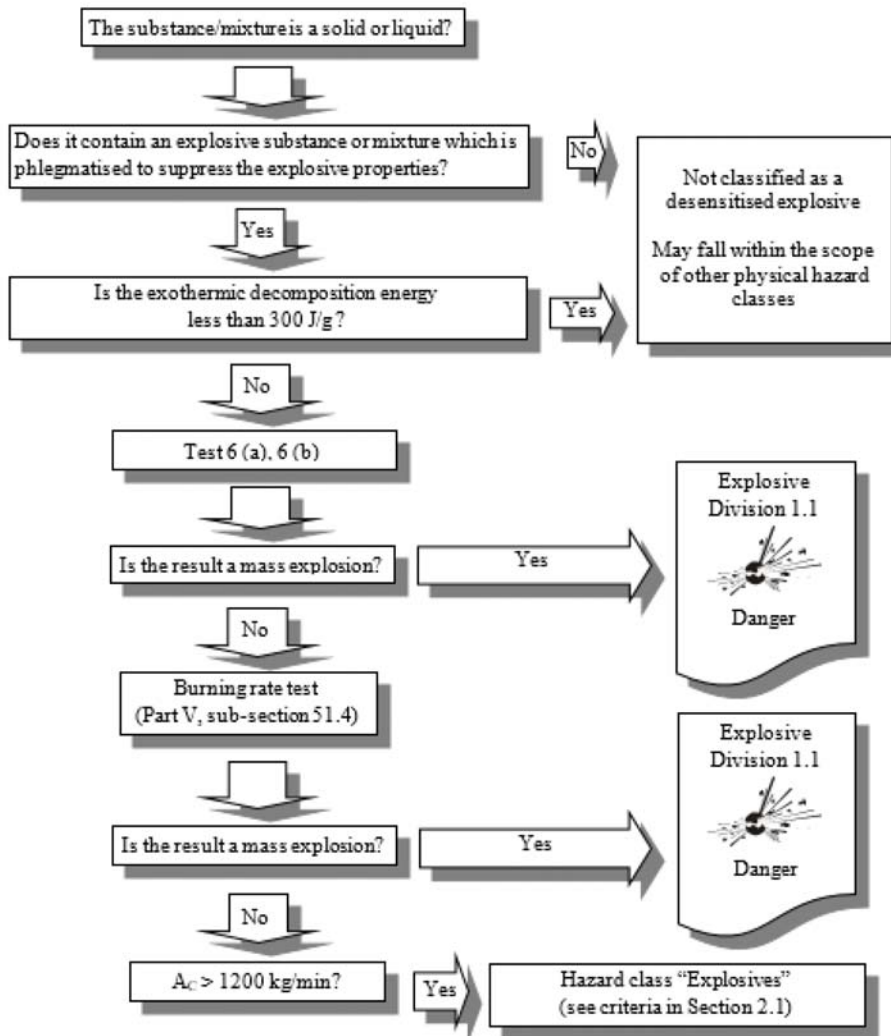 The substance/mixture is a solid or liquid?
Does it contain an explosive substance or mixture which is
phlegmatised to suppress the explosive properties?
No
Not classified as a
desensitised explosive
May fall within the scope
of other physical hazard
classes
Yes
Is the exothermic decomposition energy
less than 300 J/g?
Yes
No
Test 6 (a), 6 (b)
Is the result a mass explosion?
Yes
Explosive
Division 1.1
Danger
No
Burning rate test
(Part V, sub-section 51.4)
Is the result a mass explosion?
Yes
Explosive
Division 1.1
Danger
No
AC > 1200 kg/min?
Yes
Hazard class “Explosives”
(see criteria in Section 2.1)